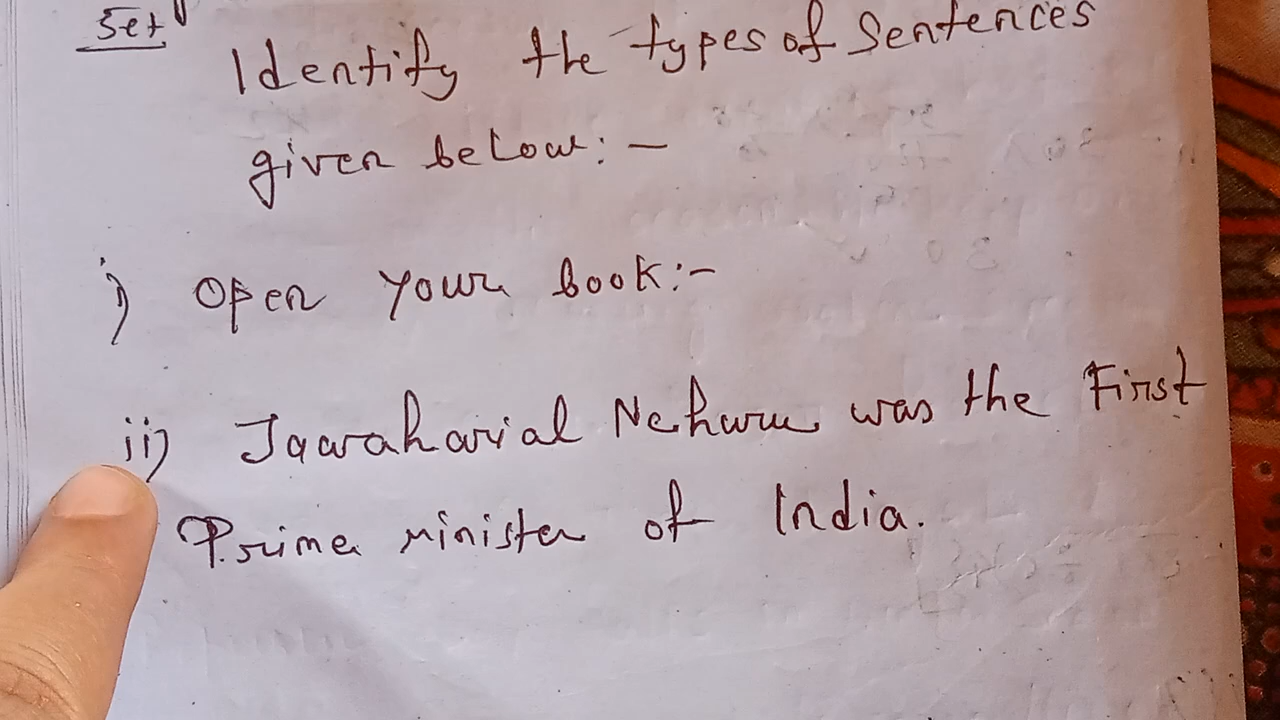 Set
Identify the types of Sentences
given below: –
i) Open your book:-
ii) Jawaharial Nehru was the First
Prime minister of India.